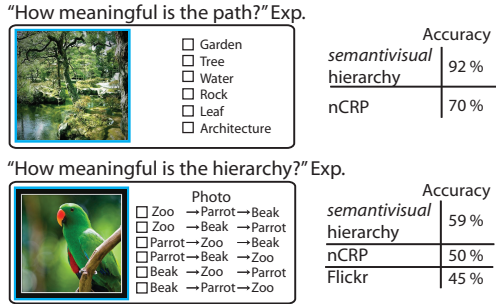 “How meaningful is the path?” Exp.
☐ Garden
☐ Tree
☐ Water
☐ Rock
☐ Leaf
☐ Architecture
Accuracy
semantivisual
hierarchy 92 %
nCRP 70 %
“How meaningful is the hierarchy?” Exp.
Photo
☐ Zoo →Parrot→Beak
☐ Zoo →Beak →Parrot
☐ Parrot→Zoo →Beak
☐ Parrot→Beak →Zoo
☐ Beak →Zoo →Parrot
☐ Beak →Parrot→Zoo
Accuracy
semantivisual
hierarchy 59 %
nCRP 50 %
Flickr 45 %